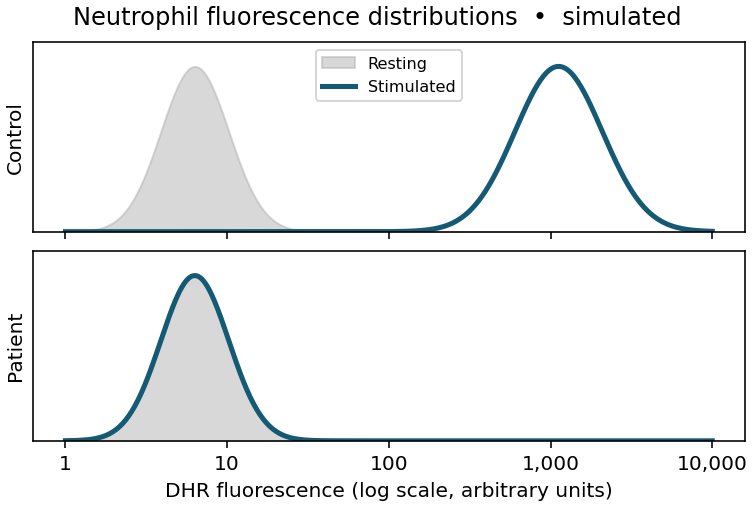 Neutrophil fluorescence distributions • simulated
Control
Resting
Stimulated
Patient
1
10
100
1,000
10,000
DHR fluorescence (log scale, arbitrary units)